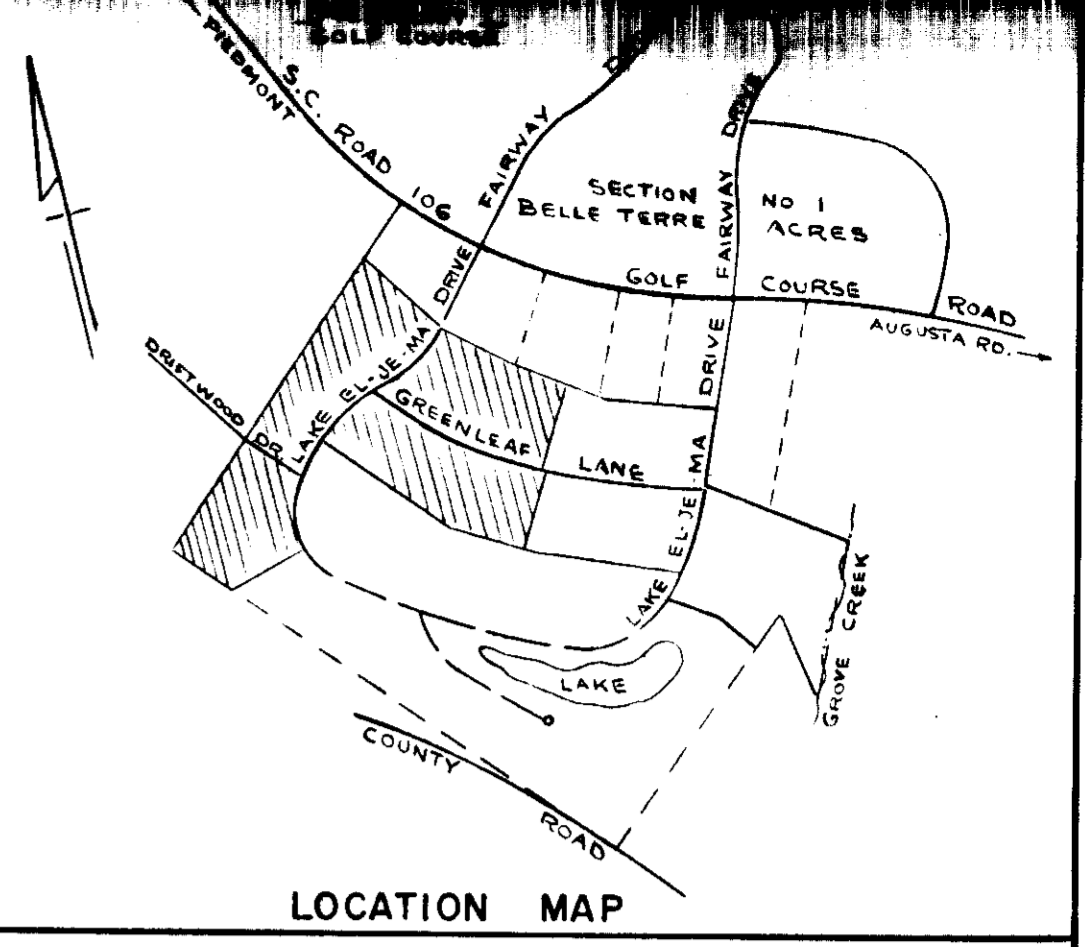 GOLF COURSE
PIEDMONT
S.C. ROAD 106
FAIRWAY
DRIVE
FAIRWAY DRIVE
SECTION
BELLE TERRE
NO 1
ACRES
GOLF COURSE ROAD
AUGUSTA RD.
LAKE EL-JE-MA DRIVE
DRIFTWOOD DR.
GREENLEAF LANE
LAKE EL-JE-MA DRIVE
GROVE CREEK
LAKE
COUNTY ROAD
LOCATION MAP